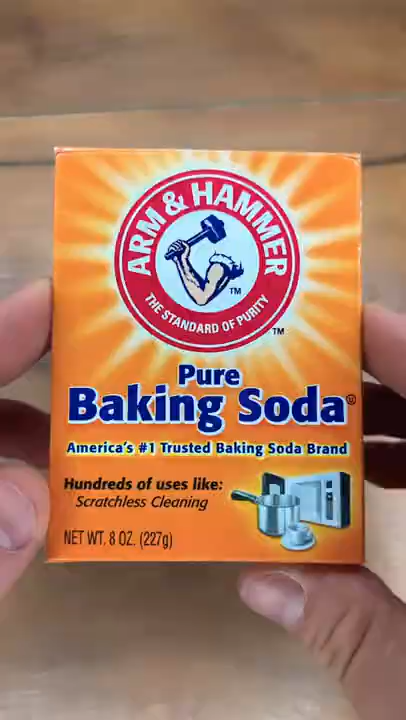 ARM & HAMMER
™
THE STANDARD OF PURITY
™
Pure
Baking Soda®
America's #1 Trusted Baking Soda Brand
Hundreds of uses like:
Scratchless Cleaning
NET WT. 8 OZ. (227g)